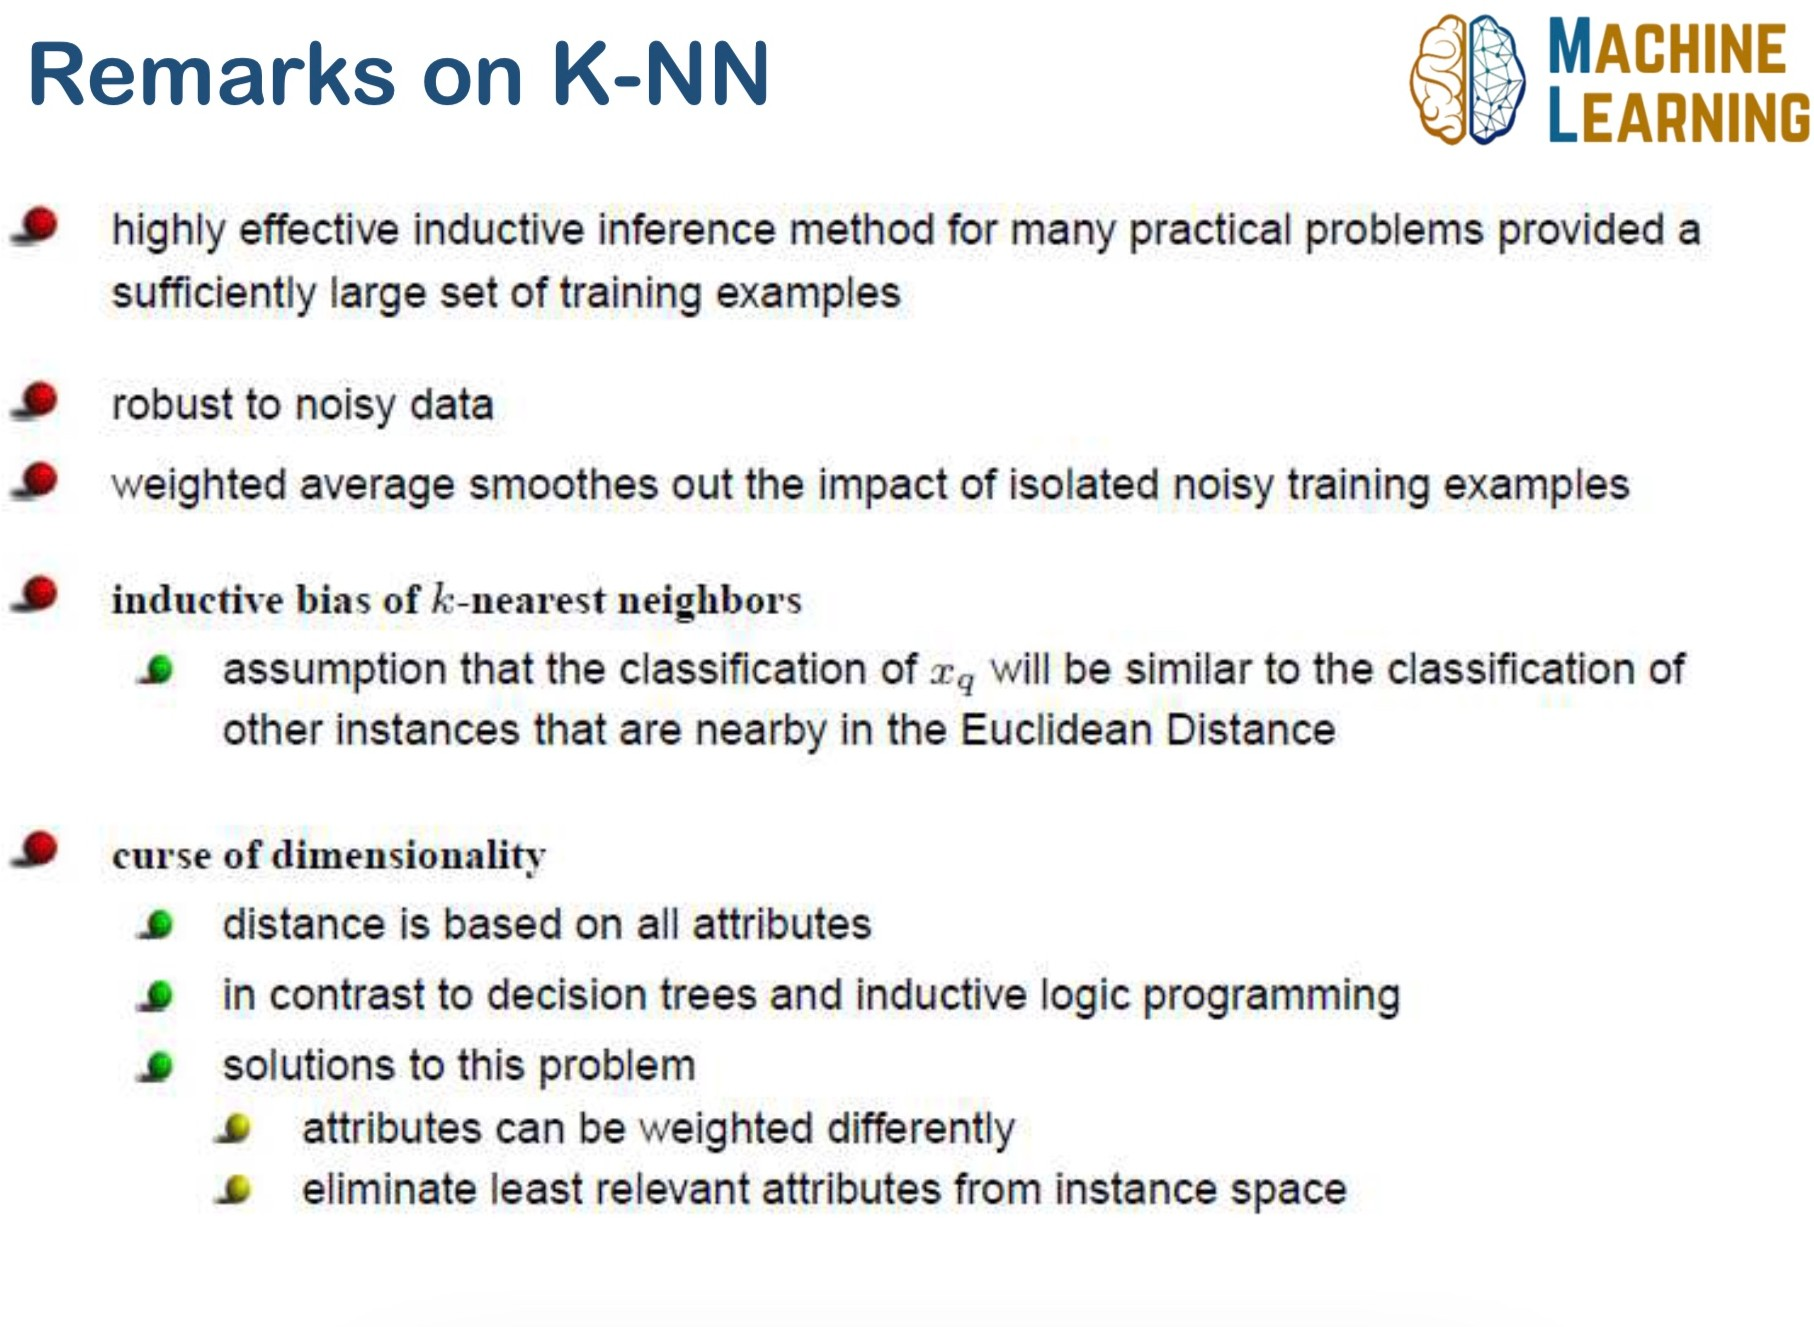 Remarks on K-NN
MACHINE
LEARNING
highly effective inductive inference method for many practical problems provided a
sufficiently large set of training examples
robust to noisy data
weighted average smoothes out the impact of isolated noisy training examples
inductive bias of k-nearest neighbors
assumption that the classification of x_q will be similar to the classification of
other instances that are nearby in the Euclidean Distance
curse of dimensionality
distance is based on all attributes
in contrast to decision trees and inductive logic programming
solutions to this problem
attributes can be weighted differently
eliminate least relevant attributes from instance space